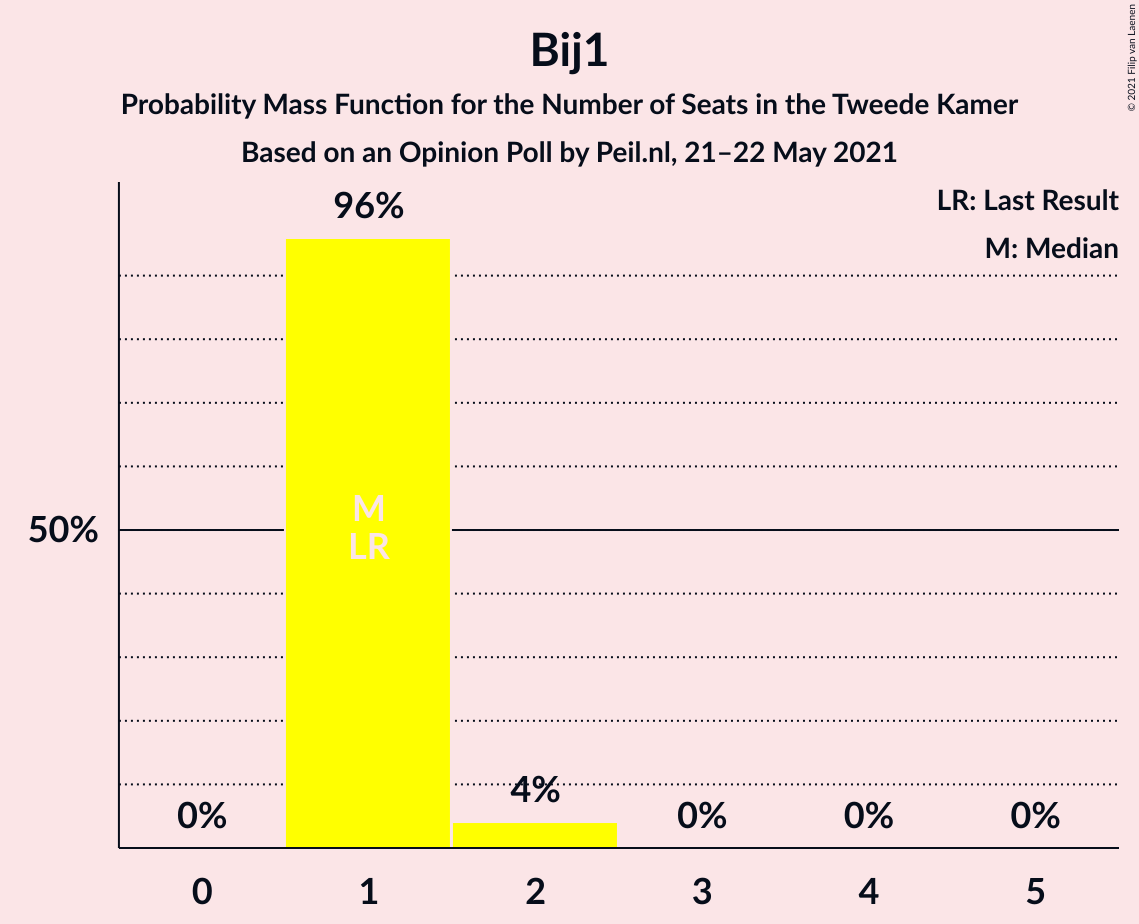 Bij1
Probability Mass Function for the Number of Seats in the Tweede Kamer
Based on an Opinion Poll by Peil.nl, 21–22 May 2021
© 2021 Filip van Laenen
LR: Last Result
M: Median
96%
50%
M
LR
0%
4%
0%
0%
0%
0
1
2
3
4
5